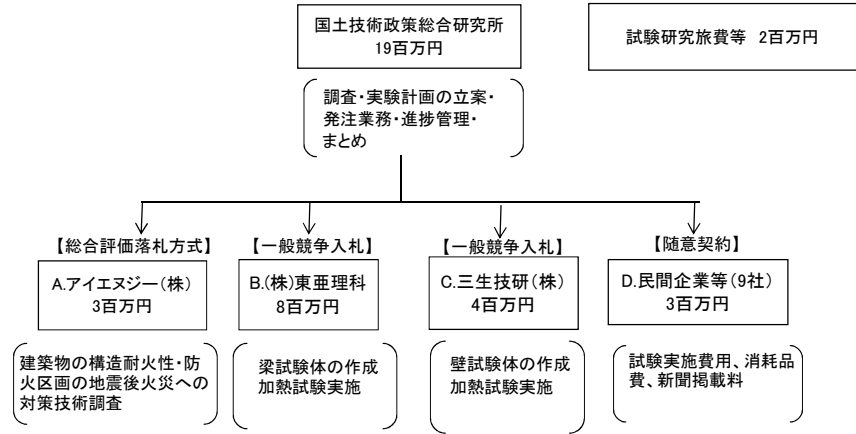 国土技術政策総合研究所
19百万円
試験研究旅費等 2百万円
調査・実験計画の立案・
発注業務・進捗管理・
まとめ
【総合評価落札方式】
【一般競争入札】
【一般競争入札】
【随意契約】
A.アイエヌジー(株)
3百万円
B.(株)東亜理科
8百万円
C.三生技研(株)
4百万円
D.民間企業等(9社)
3百万円
建築物の構造耐火性・防
火区画の地震後火災への
対策技術調査
梁試験体の作成
加熱試験実施
壁試験体の作成
加熱試験実施
試験実施費用、消耗品
費、新聞掲載料